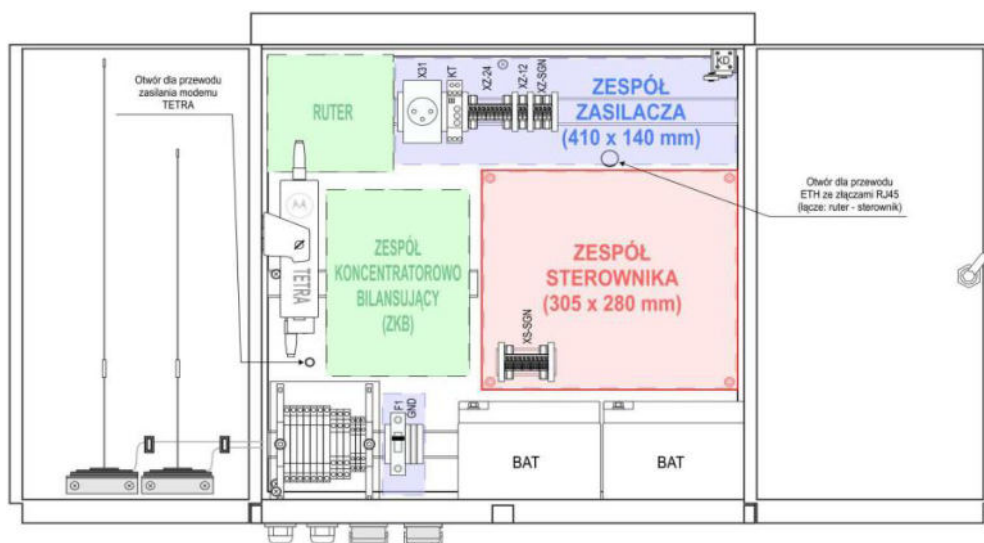 Otwór dla przewodu
zasilania modemu
TETRA
RUTER
X31
KT
XZ-24
XZ-12
XZ-SGN
KD
ZESPÓŁ
ZASILACZA
(410 x 140 mm)
Otwór dla przewodu
ETH ze złączami RJ45
(łącze: ruter - sterownik)
TETRA
ZESPÓŁ
KONCENTRATOROWO
BILANSUJĄCY
(ZKB)
ZESPÓŁ
STEROWNIKA
(305 x 280 mm)
XS-SGN
F1
GND
BAT
BAT